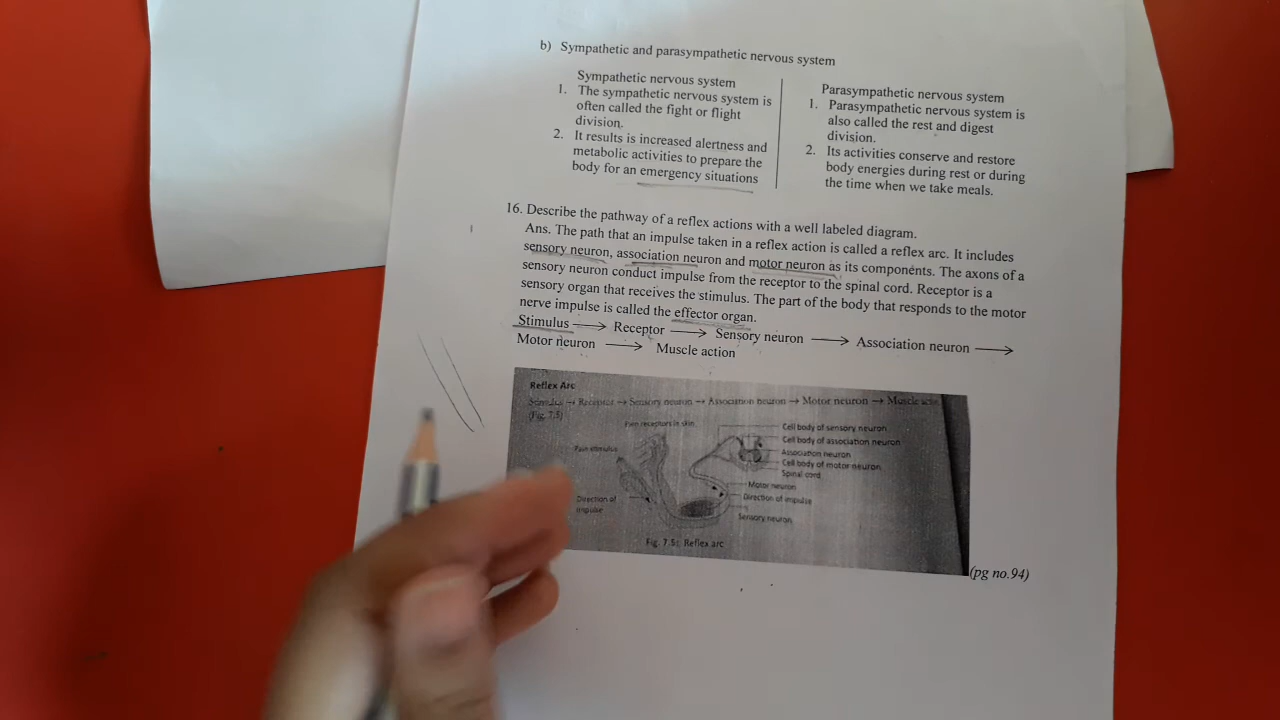 b) Sympathetic and parasympathetic nervous system
Sympathetic nervous system
1. The sympathetic nervous system is
often called the fight or flight
division.
2. It results is increased alertness and
metabolic activities to prepare the
body for an emergency situations
Parasympathetic nervous system
1. Parasympathetic nervous system is
also called the rest and digest
division.
2. Its activities conserve and restore
body energies during rest or during
the time when we take meals.
16. Describe the pathway of a reflex actions with a well labeled diagram.
Ans. The path that an impulse taken in a reflex action is called a reflex arc. It includes
sensory neuron, association neuron and motor neuron as its components. The axons of a
sensory neuron conduct impulse from the receptor to the spinal cord. Receptor is a
sensory organ that receives the stimulus. The part of the body that responds to the motor
nerve impulse is called the effector organ.
Stimulus → Receptor → Sensory neuron → Association neuron →
Motor neuron → Muscle action
Reflex Arc
Stimulus → Receptor → Sensory neuron → Association neuron → Motor neuron → Muscle
(Fig. 7.5)
Pain receptors in skin
Pain stimulus
Direction of
impulse
Cell body of sensory neuron
Cell body of association neuron
Association neuron
Cell body of motor neuron
Spinal cord
Motor neuron
Direction of impulse
Sensory neuron
Fig. 7.5: Reflex arc
(pg no.94)